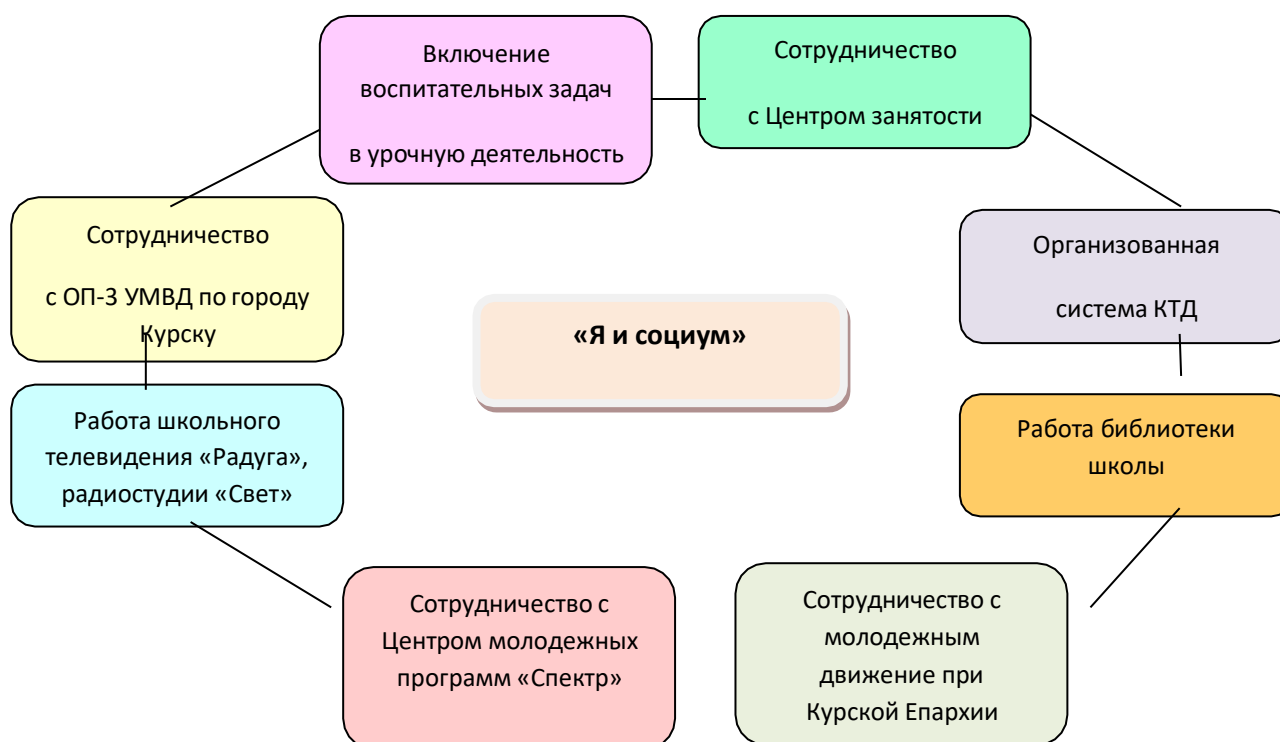 Включение
воспитательных задач
в урочную деятельность
Сотрудничество
с Центром занятости
Сотрудничество
с ОП-3 УМВД по городу
Курску
Организованная
система КТД
«Я и социум»
Работа школьного
телевидения «Радуга»,
радиостудии «Свет»
Работа библиотеки
школы
Сотрудничество с
Центром молодежных
программ «Спектр»
Сотрудничество с
молодежным
движение при
Курской Епархии